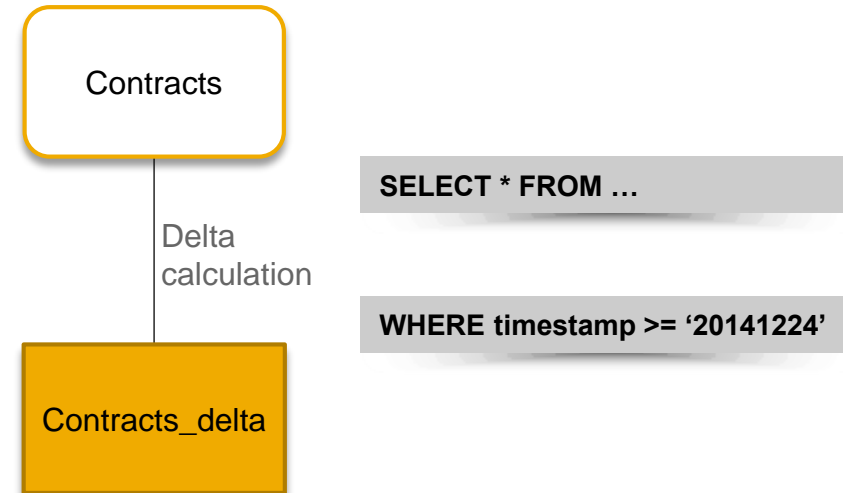 Contracts
SELECT * FROM …
Delta
calculation
WHERE timestamp >= ‘20141224’
Contracts_delta